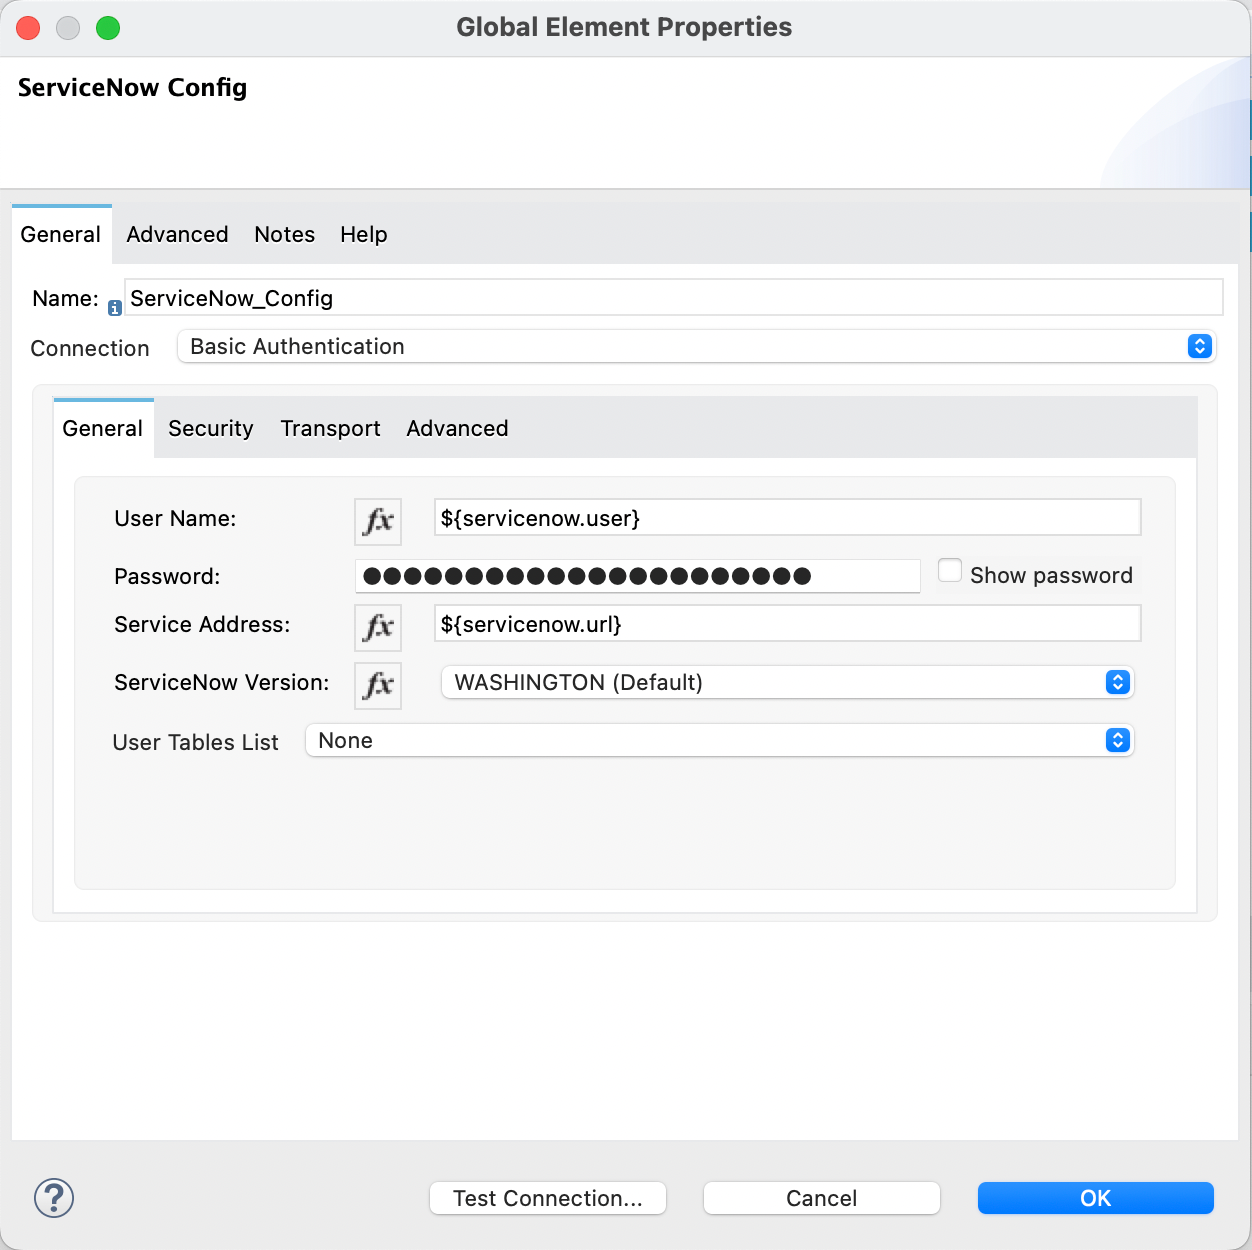 Global Element Properties
ServiceNow Config
General Advanced Notes Help
Name: ServiceNow_Config
Connection Basic Authentication
General Security Transport Advanced
User Name: fx ${servicenow.user}
Password: ●●●●●●●●●●●●●●●●●●●●●● Show password
Service Address: fx ${servicenow.url}
ServiceNow Version: fx WASHINGTON (Default)
User Tables List None
? Test Connection... Cancel OK